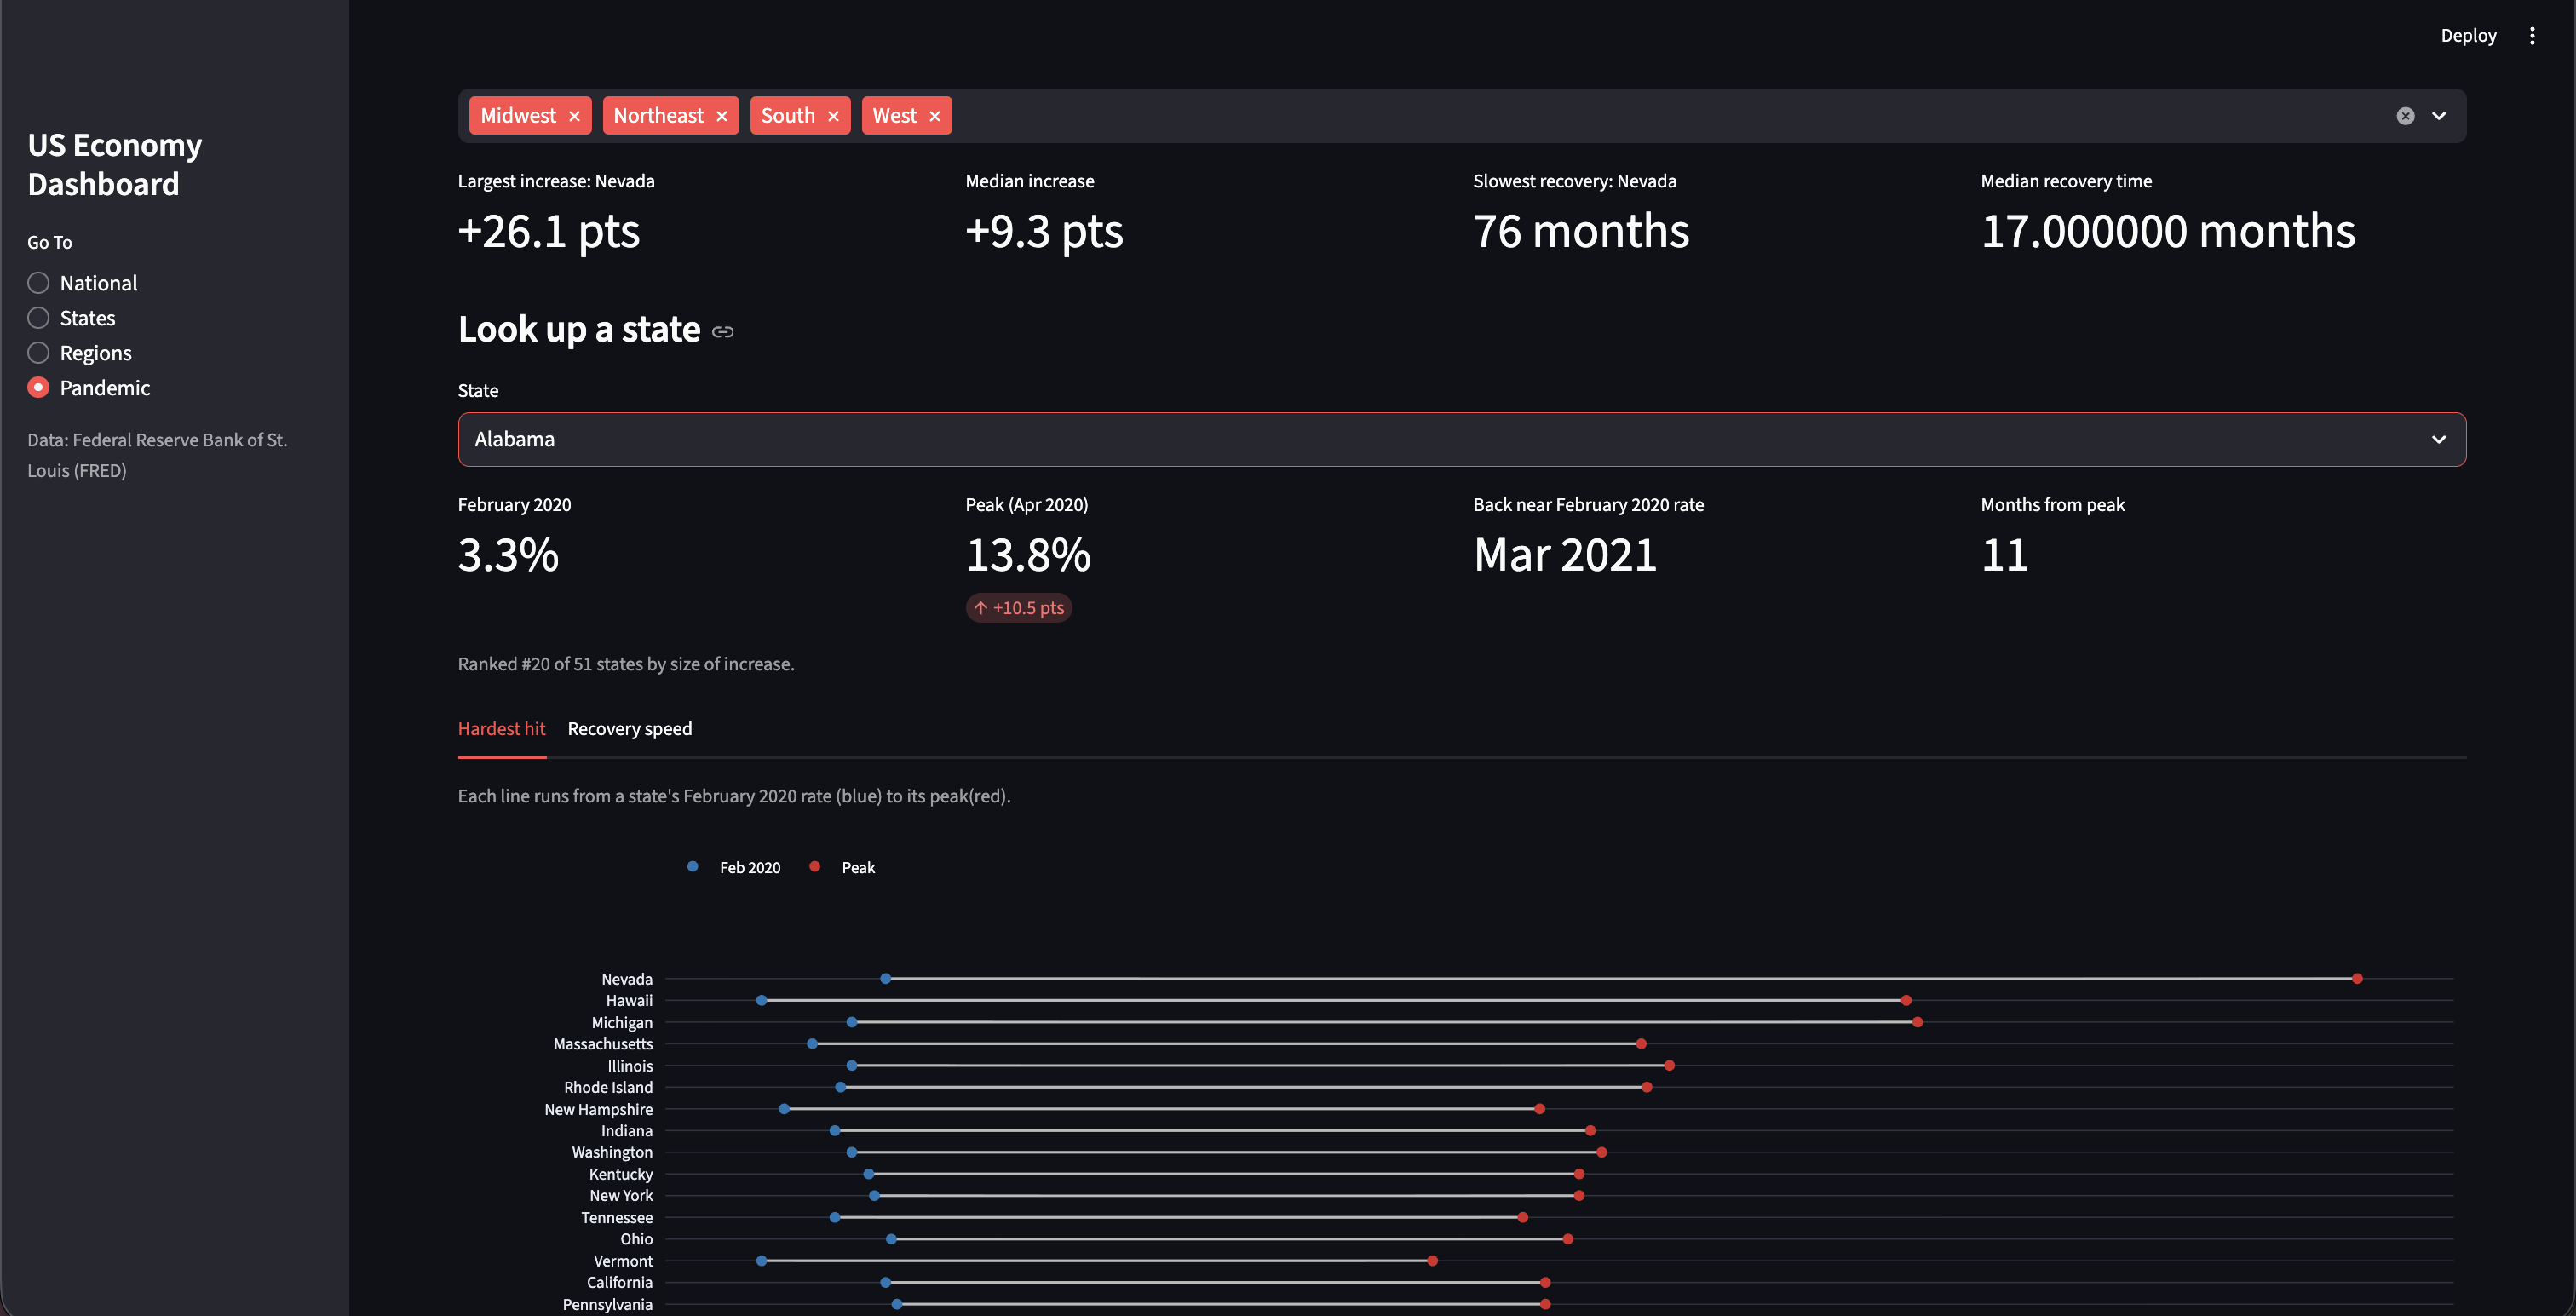 Deploy
US Economy
Dashboard
Go To
National
States
Regions
Pandemic
Data: Federal Reserve Bank of St.
Louis (FRED)
Midwest
Northeast
South
West
Largest increase: Nevada
+26.1 pts
Median increase
+9.3 pts
Slowest recovery: Nevada
76 months
Median recovery time
17.000000 months
Look up a state
State
Alabama
February 2020
3.3%
Peak (Apr 2020)
13.8%
+10.5 pts
Back near February 2020 rate
Mar 2021
Months from peak
11
Ranked #20 of 51 states by size of increase.
Hardest hit
Recovery speed
Each line runs from a state's February 2020 rate (blue) to its peak(red).
Feb 2020
Peak
Nevada
Hawaii
Michigan
Massachusetts
Illinois
Rhode Island
New Hampshire
Indiana
Washington
Kentucky
New York
Tennessee
Ohio
Vermont
California
Pennsylvania